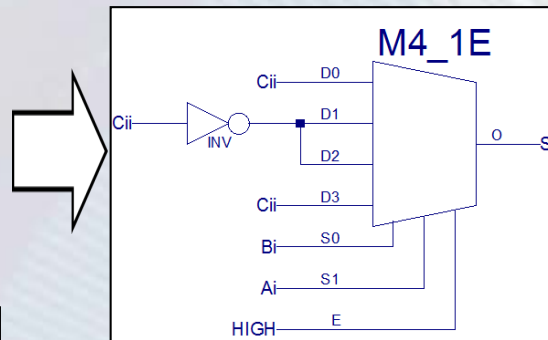 M4_1E
Cii D0
Cii INV D1
D2
O S
Cii D3
Bi S0
Ai S1
HIGH E